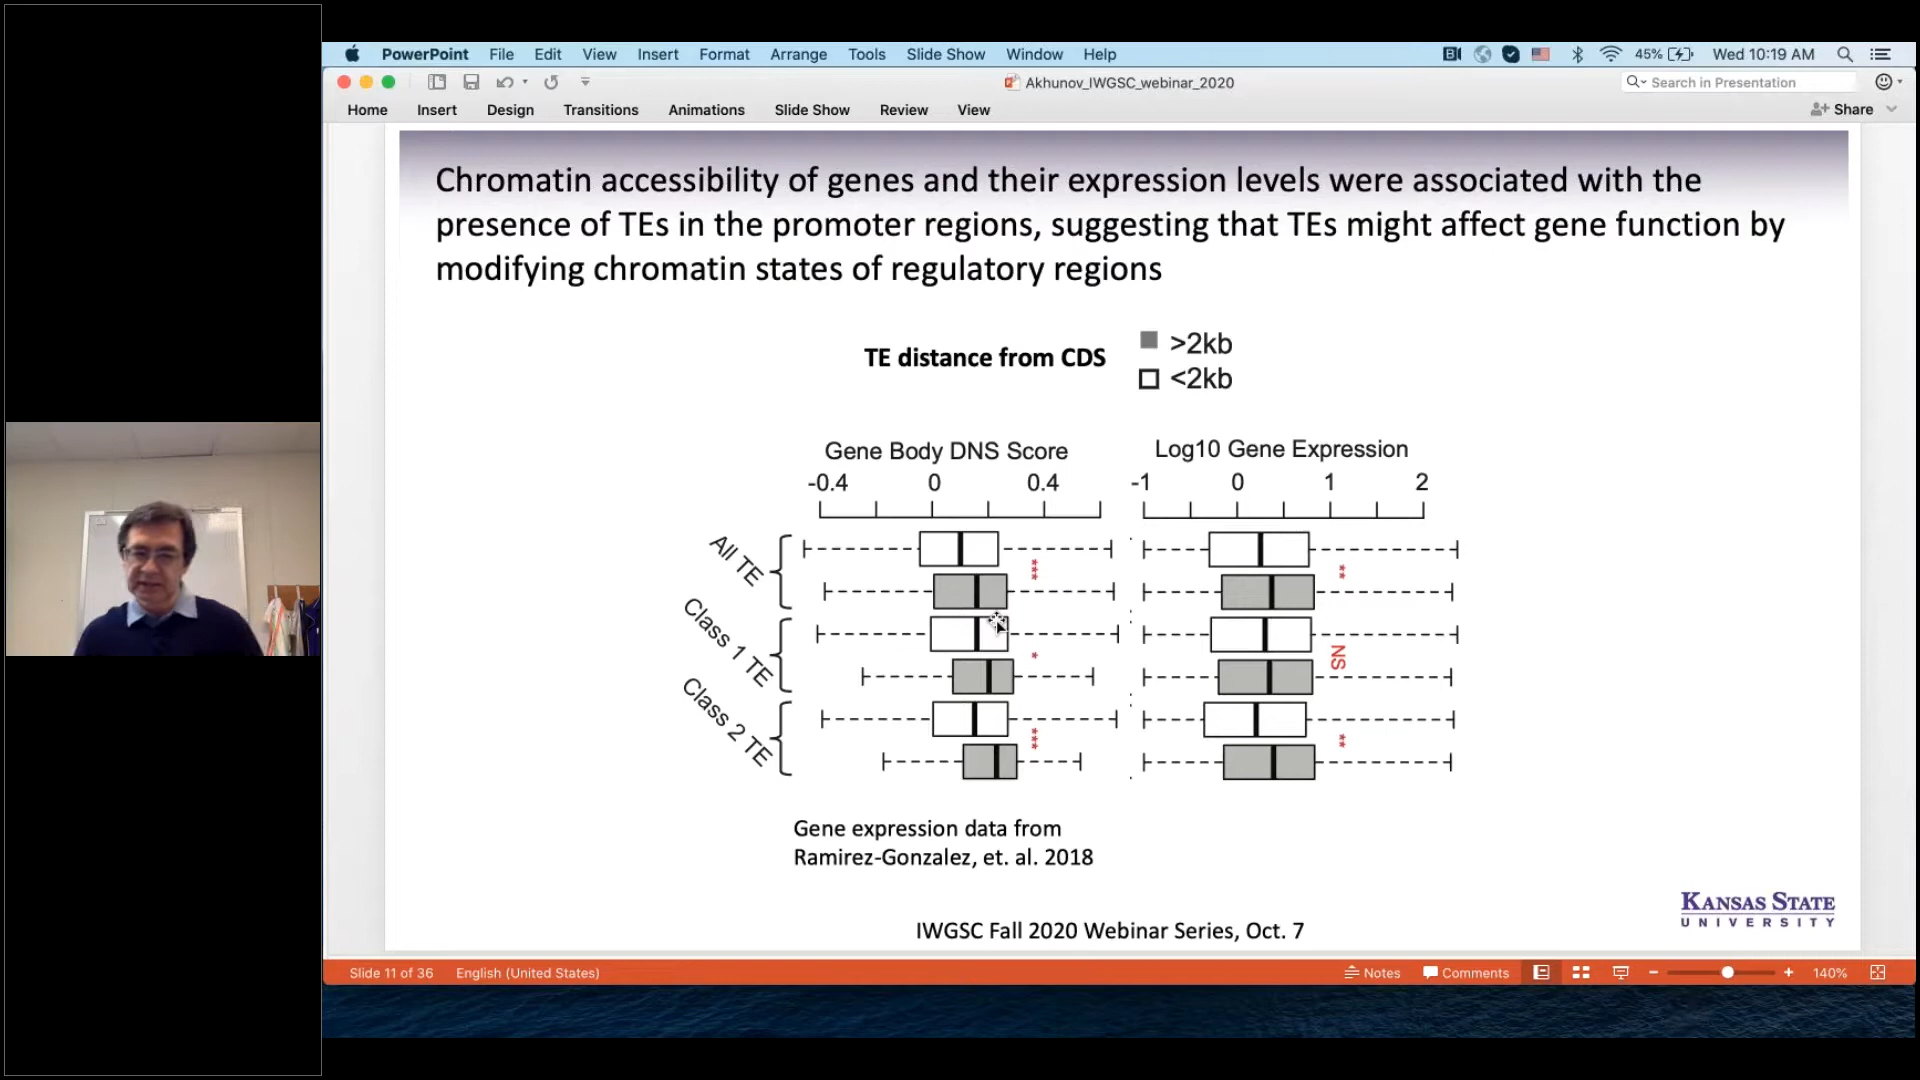 PowerPoint File Edit View Insert Format Arrange Tools Slide Show Window Help
45% Wed 10:19 AM
Akhunov_IWGSC_webinar_2020
Search in Presentation
Home Insert Design Transitions Animations Slide Show Review View
Share
Chromatin accessibility of genes and their expression levels were associated with the
presence of TEs in the promoter regions, suggesting that TEs might affect gene function by
modifying chromatin states of regulatory regions
TE distance from CDS
>2kb
<2kb
Gene Body DNS Score
-0.4 0 0.4
Log10 Gene Expression
-1 0 1 2
All TE
***
**
Class 1 TE
*
NS
Class 2 TE
***
**
Gene expression data from
Ramirez-Gonzalez, et. al. 2018
KANSAS STATE
UNIVERSITY
IWGSC Fall 2020 Webinar Series, Oct. 7
Slide 11 of 36 English (United States)
Notes Comments 140%